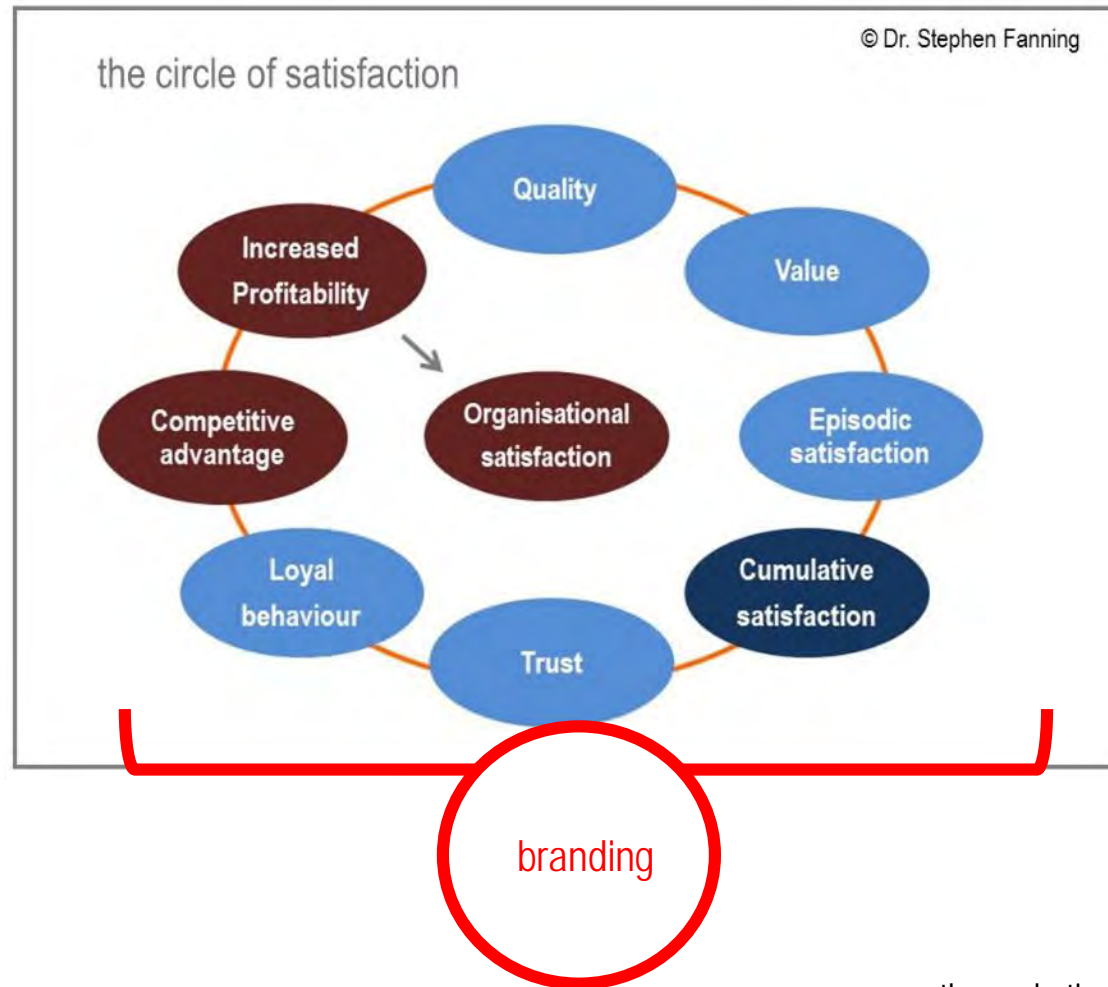 © Dr. Stephen Fanning
the circle of satisfaction
Quality
Value
Episodic
satisfaction
Cumulative
satisfaction
Trust
Loyal
behaviour
Competitive
advantage
Increased
Profitability
Organisational
satisfaction
branding